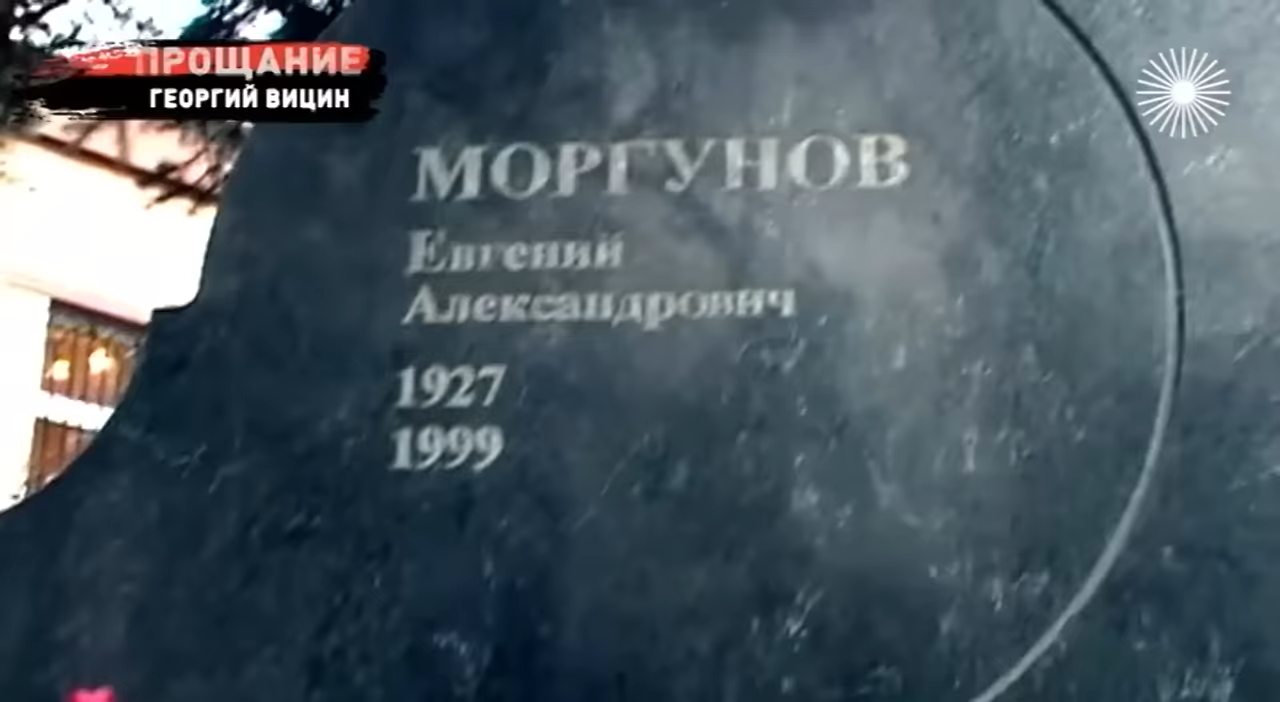 ПРОЩАНИЕ
ГЕОРГИЙ ВИЦИН
МОРГУНОВ
Евгений
Александрович
1927
1999